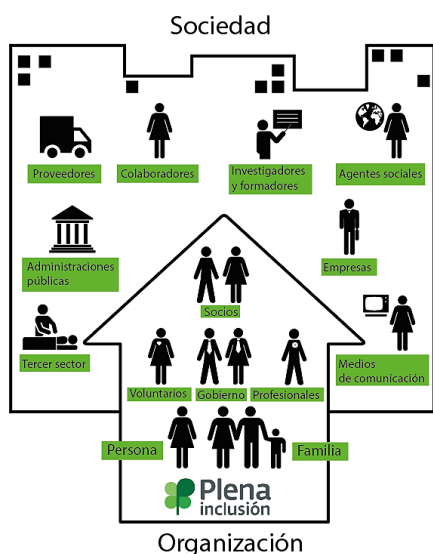 Sociedad
Proveedores
Colaboradores
Investigadores
y formadores
Agentes sociales
Administraciones
públicas
Empresas
Socios
Tercer sector
Medios
de comunicación
Voluntarios
Gobierno
Profesionales
Persona
Familia
Plena
inclusión
Organización